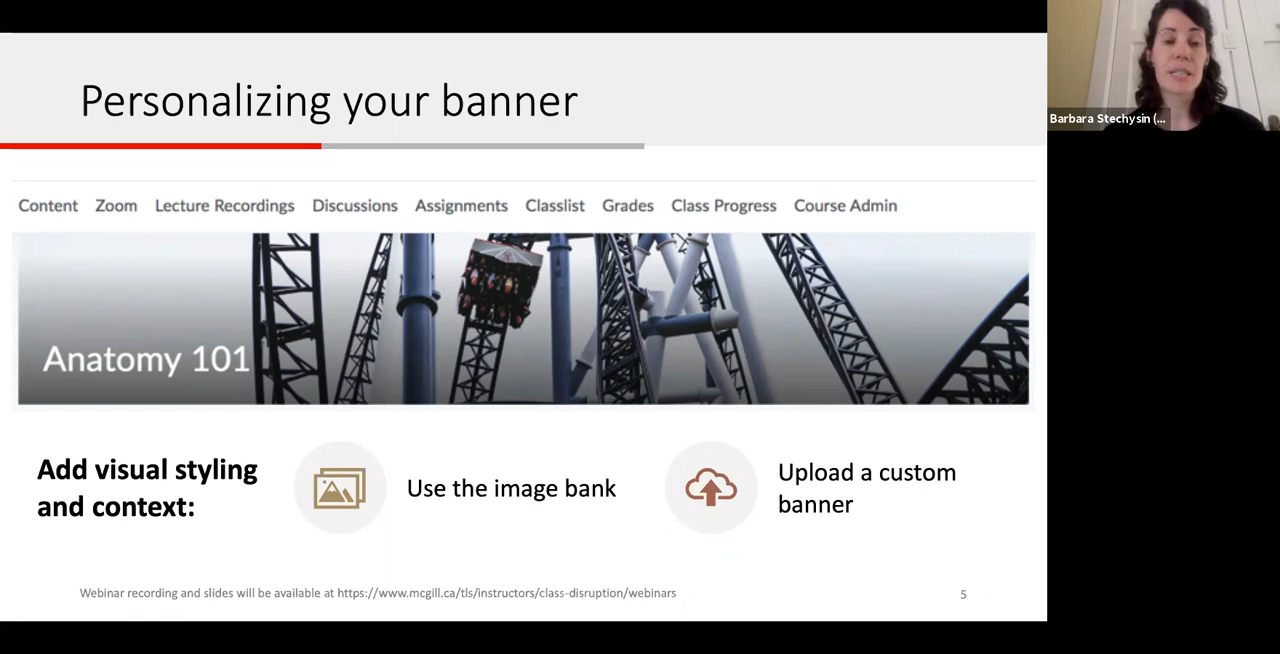 Personalizing your banner
Barbara Stechysin (...
Content Zoom Lecture Recordings Discussions Assignments Classlist Grades Class Progress Course Admin
Anatomy 101
Add visual styling
and context:
Use the image bank
Upload a custom
banner
Webinar recording and slides will be available at https://www.mcgill.ca/tls/instructors/class-disruption/webinars
5